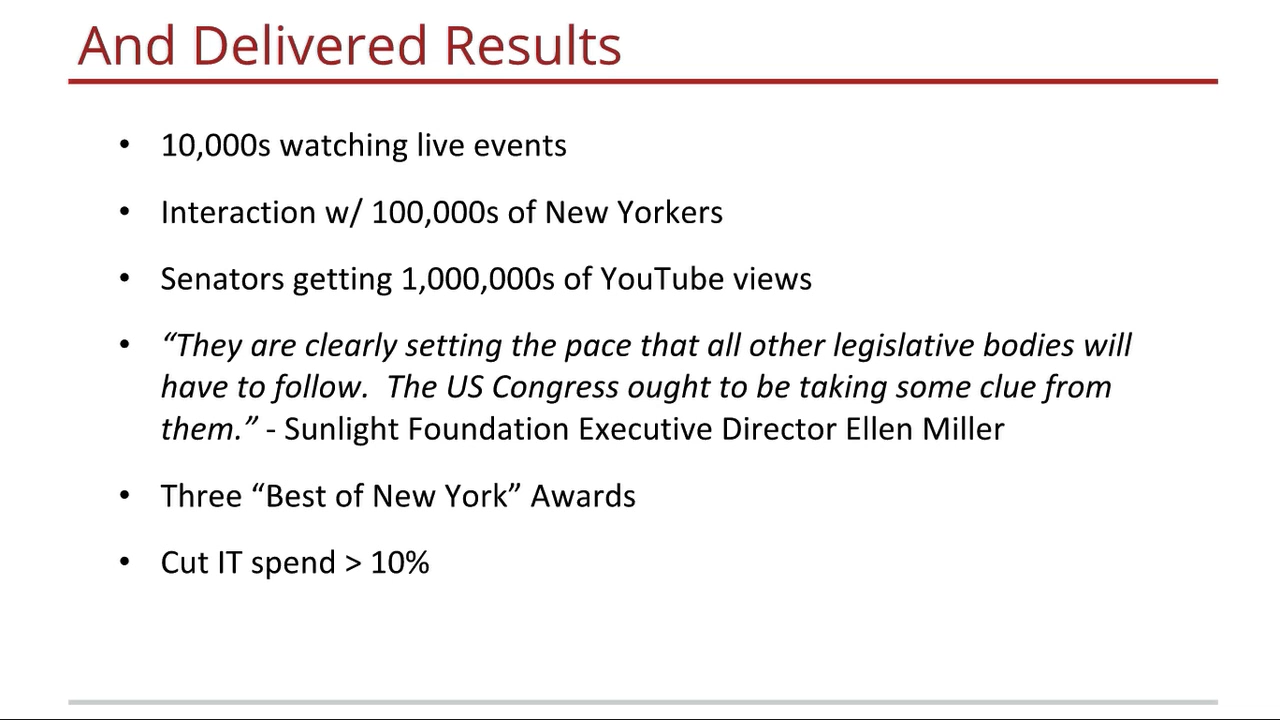 And Delivered Results
• 10,000s watching live events
• Interaction w/ 100,000s of New Yorkers
• Senators getting 1,000,000s of YouTube views
• “They are clearly setting the pace that all other legislative bodies will
have to follow.  The US Congress ought to be taking some clue from
them.” - Sunlight Foundation Executive Director Ellen Miller
• Three “Best of New York” Awards
• Cut IT spend > 10%